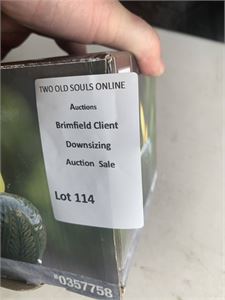 TWO OLD SOULS ONLINE
Auctions
Brimfield Client
Downsizing
Auction Sale
Lot 114
#0357758